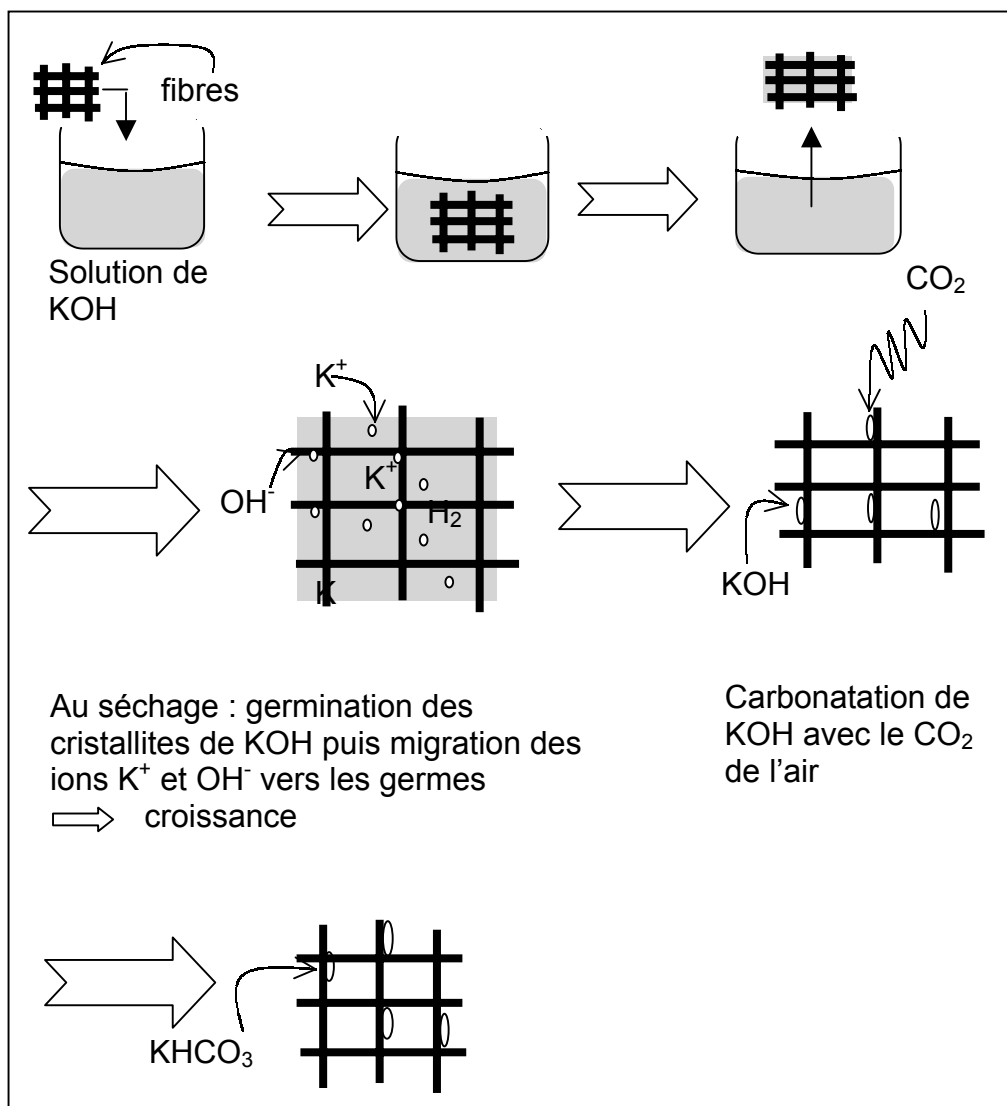 fibres
Solution de
KOH
CO₂
K⁺
OH⁻
K⁺
H₂
K
KOH
Au séchage : germination des
cristallites de KOH puis migration des
ions K⁺ et OH⁻ vers les germes
croissance
Carbonatation de
KOH avec le CO₂
de l'air
KHCO₃